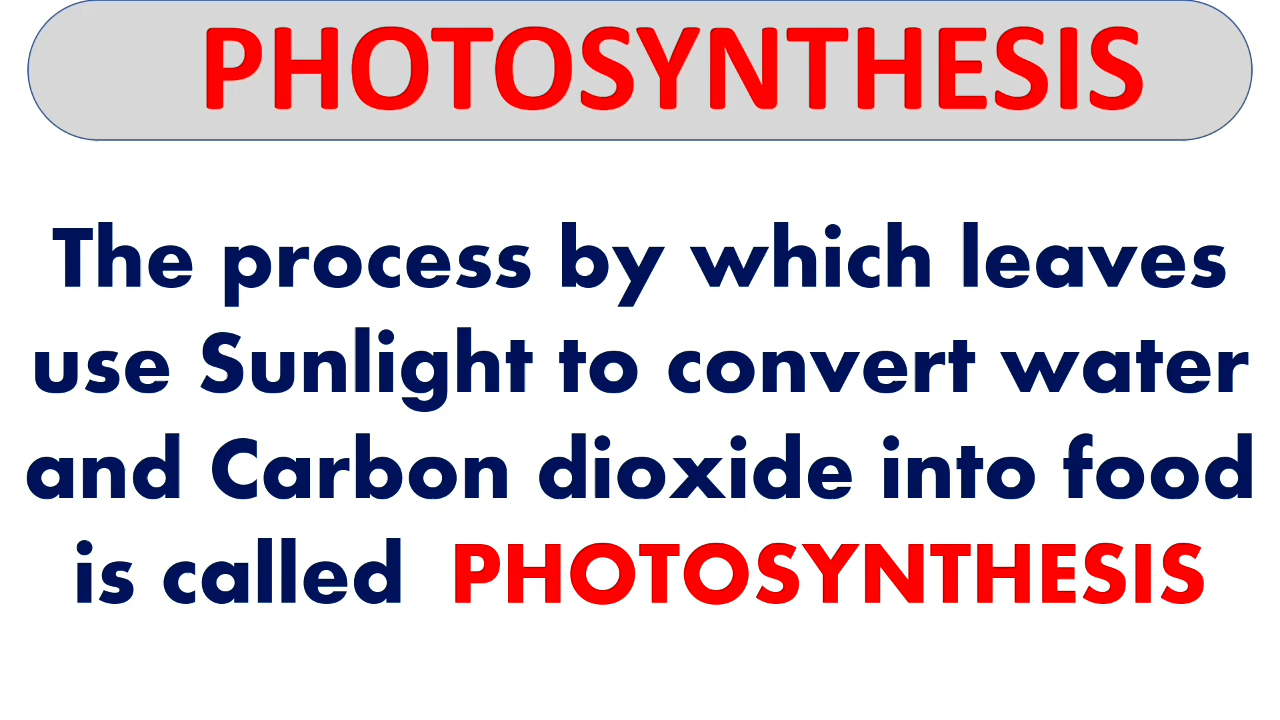 PHOTOSYNTHESIS
The process by which leaves
use Sunlight to convert water
and Carbon dioxide into food
is called PHOTOSYNTHESIS